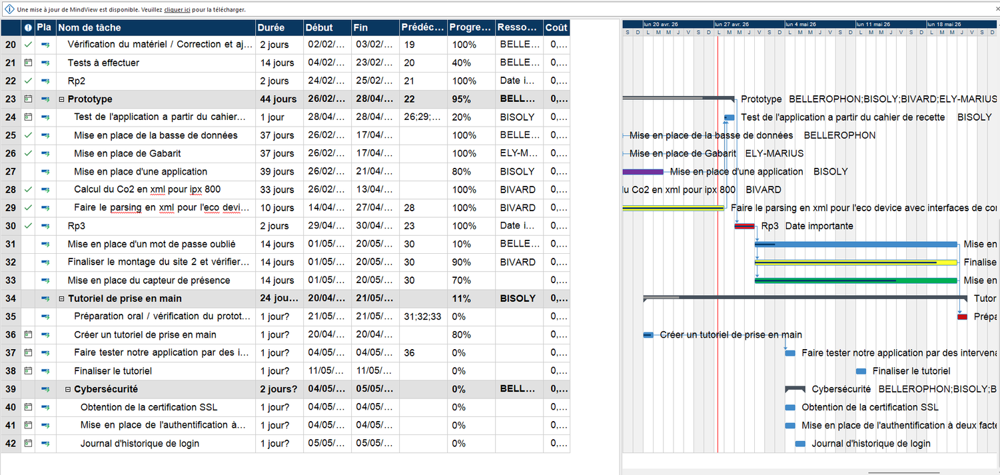 Une mise à jour de MindView est disponible. Veuillez cliquer ici pour la télécharger.
Pla Nom de tâche Durée Début Fin Prédéc... Progre... Resso... Coût
20 Vérification du matériel / Correction et aj... 2 jours 02/02/... 03/02/... 19 100% BELLE... 0,...
21 Tests à effectuer 14 jours 04/02/... 23/02/... 20 40% BELLE... 0,...
22 Rp2 2 jours 24/02/... 25/02/... 21 100% Date i... 0,...
23 Prototype 44 jours 26/02/... 28/04/... 22 95% BELL... 0,...
24 Test de l'application a partir du cahier... 1 jour 28/04/... 28/04/... 26;29;... 20% BISOLY 0,...
25 Mise en place de la basse de données 37 jours 26/02/... 17/04/... 100% BELLE... 0,...
26 Mise en place de Gabarit 37 jours 26/02/... 17/04/... 100% ELY-M... 0,...
27 Mise en place d'une application 39 jours 26/02/... 21/04/... 80% BISOLY 0,...
28 Calcul du Co2 en xml pour ipx 800 33 jours 26/02/... 13/04/... 100% BIVARD 0,...
29 Faire le parsing en xml pour l'eco devi... 10 jours 14/04/... 27/04/... 28 100% BIVARD 0,...
30 Rp3 2 jours 29/04/... 30/04/... 23 100% Date i... 0,...
31 Mise en place d'un mot de passe oublié 14 jours 01/05/... 20/05/... 30 10% BELLE... 0,...
32 Finaliser le montage du site 2 et vérifier... 14 jours 01/05/... 20/05/... 30 90% BIVARD 0,...
33 Mise en place du capteur de présence 14 jours 01/05/... 20/05/... 30 70% 0,...
34 Tutoriel de prise en main 24 jou... 20/04/... 21/05/... 11% BISOLY 0,...
35 Préparation oral / vérification du protot... 1 jour? 21/05/... 21/05/... 31;32;33 0% 0,...
36 Créer un tutoriel de prise en main 1 jour? 20/04/... 20/04/... 80% 0,...
37 Faire tester notre application par des i... 1 jour? 04/05/... 04/05/... 36 0% 0,...
38 Finaliser le tutoriel 1 jour? 11/05/... 11/05/... 0% 0,...
39 Cybersécurité 2 jours? 04/05/... 05/05/... 0% BELL... 0,...
40 Obtention de la certification SSL 1 jour? 04/05/... 04/05/... 0% 0,...
41 Mise en place de l'authentification à... 1 jour? 04/05/... 04/05/... 0% 0,...
42 Journal d'historique de login 1 jour? 05/05/... 05/05/... 0% 0,...
lun 20 avr. 26 lun 27 avr. 26 lun 4 mai 26 lun 11 mai 26 lun 18 mai 26
S D L M M J V S D L M M J V S D L M M J V S D L M M J V S D L M M J V S D
Prototype BELLEROPHON;BISOLY;BIVARD;ELY-MARIUS
Test de l'application a partir du cahier de recette BISOLY
Mise en place de la basse de données BELLEROPHON
Mise en place de Gabarit ELY-MARIUS
Mise en place d'une application BISOLY
u Co2 en xml pour ipx 800 BIVARD
Faire le parsing en xml pour l'eco device avec interfaces de cor
Rp3 Date importante
Mise en
Finalise
Mise en
Tutor
Prépa
Créer un tutoriel de prise en main
Faire tester notre application par des intervena
Finaliser le tutoriel
Cybersécurité BELLEROPHON;BISOLY;B
Obtention de la certification SSL
Mise en place de l'authentification à deux facte
Journal d'historique de login